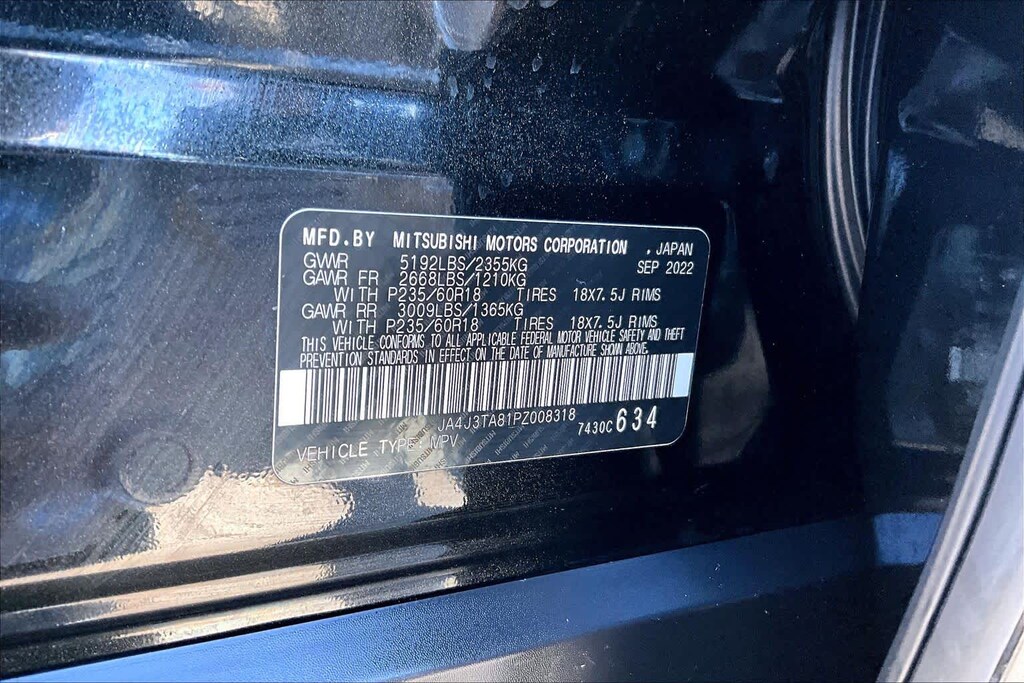 MFD.BY MITSUBISHI MOTORS CORPORATION , JAPAN
GVWR 5192LBS/2355KG SEP 2022
GAWR FR 2668LBS/1210KG
WITH P235/60R18 TIRES 18X7.5J RIMS
GAWR RR 3009LBS/1365KG
WITH P235/60R18 TIRES 18X7.5J RIMS
THIS VEHICLE CONFORMS TO ALL APPLICABLE FEDERAL MOTOR VEHICLE SAFETY AND THEFT
PREVENTION STANDARDS IN EFFECT ON THE DATE OF MANUFACTURE SHOWN ABOVE.
JA4J3TA81PZ008318 7430C 634
VEHICLE TYPE: MPV